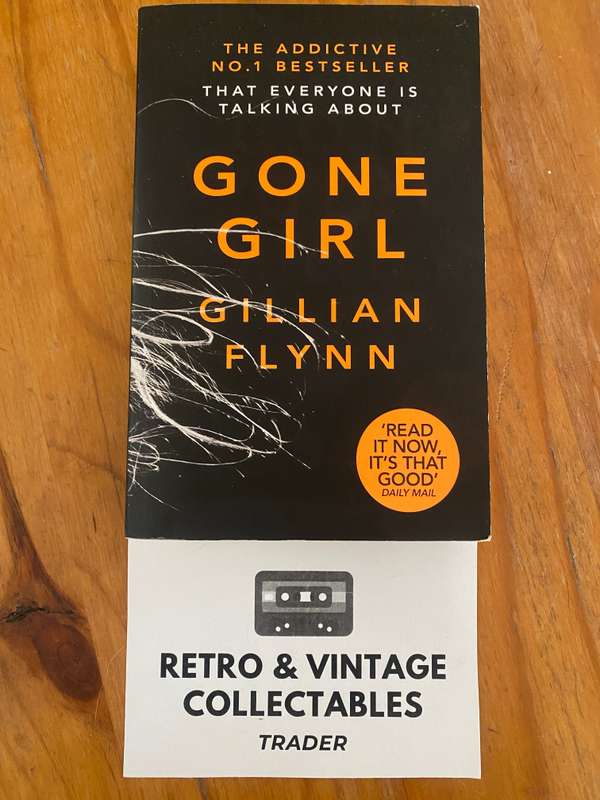 THE ADDICTIVE
NO.1 BESTSELLER
THAT EVERYONE IS
TALKING ABOUT
GONE
GIRL
GILLIAN
FLYNN
'READ
IT NOW,
IT'S THAT
GOOD'
DAILY MAIL
RETRO & VINTAGE
COLLECTABLES
TRADER